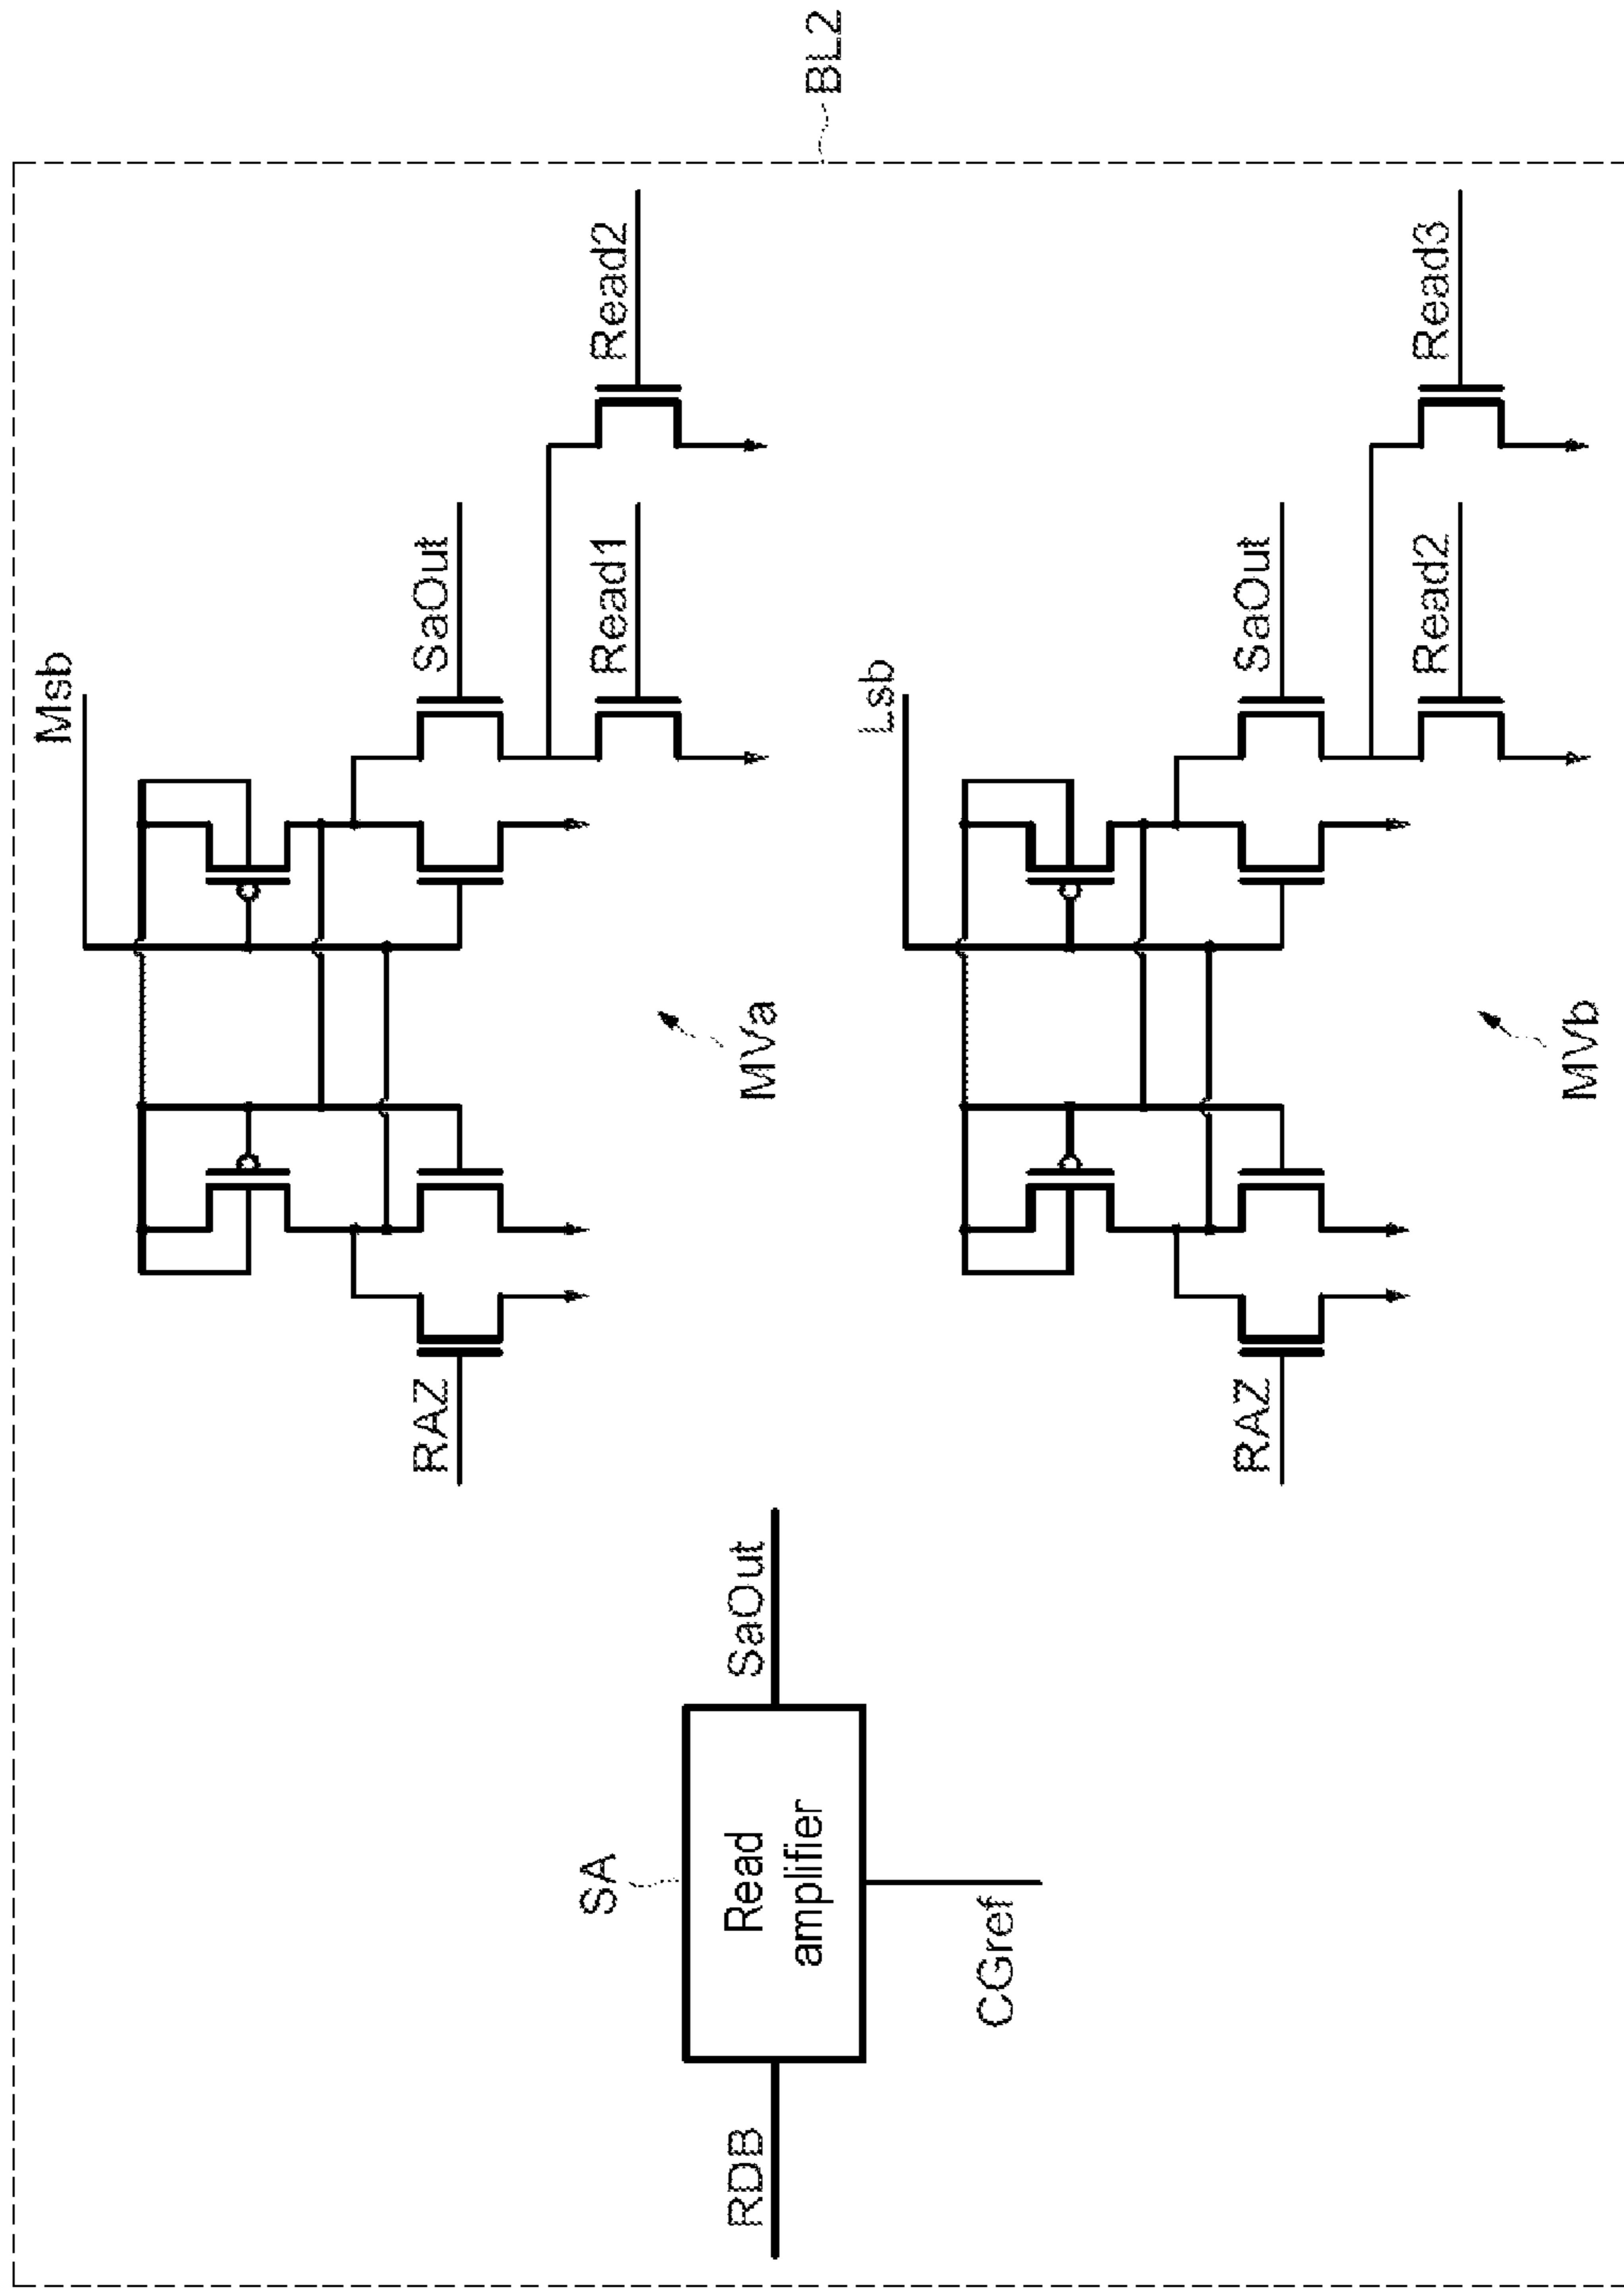 BL2
Msb
SaOut
Read1
Read2
RAZ
MVa
SA
Read
amplifier
RDB
SaOut
CGref
Lsb
SaOut
Read2
Read3
RAZ
MVb